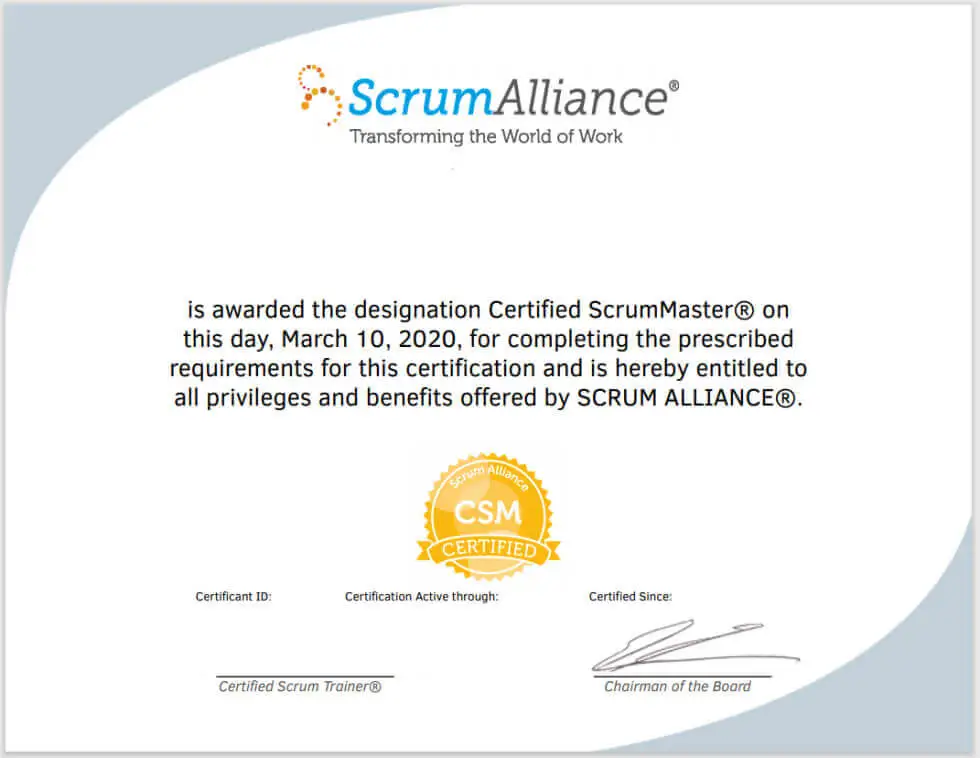 ScrumAlliance®
Transforming the World of Work
is awarded the designation Certified ScrumMaster® on
this day, March 10, 2020, for completing the prescribed
requirements for this certification and is hereby entitled to
all privileges and benefits offered by SCRUM ALLIANCE®.
Scrum Alliance
CSM
CERTIFIED
Certificant ID: Certification Active through: Certified Since:
Certified Scrum Trainer® Chairman of the Board